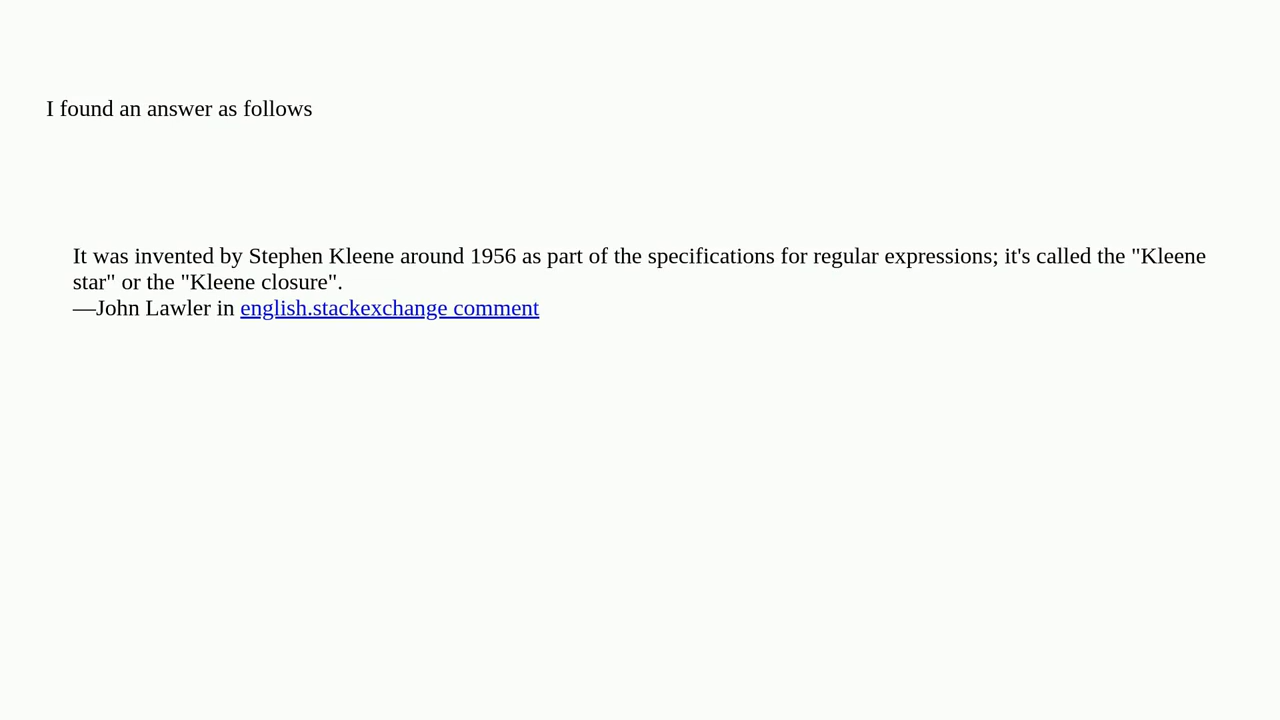 I found an answer as follows
It was invented by Stephen Kleene around 1956 as part of the specifications for regular expressions; it's called the "Kleene
star" or the "Kleene closure".
—John Lawler in english.stackexchange comment